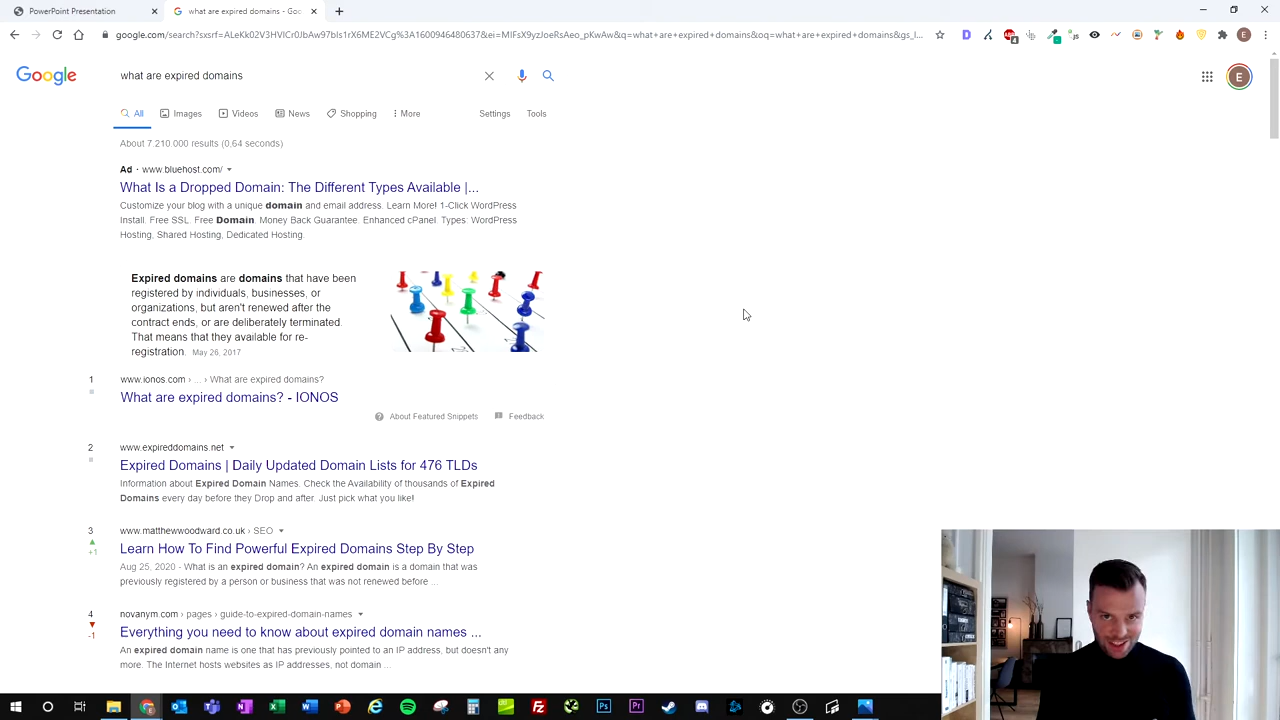 PowerPoint Presentation
what are expired domains - Goo
google.com/search?sxsrf=ALeKk02V3HVICr0JbAw97bIs1rX6ME2VCg%3A1600946480637&ei=MIFsX9yzJoeRsAeo_pKwAw&q=what+are+expired+domains&oq=what+are+expired+domains&gs_l...
Google
what are expired domains
All
Images
Videos
News
Shopping
More
Settings
Tools
About 7.210.000 results (0,64 seconds)
Ad · www.bluehost.com/
What Is a Dropped Domain: The Different Types Available |...
Customize your blog with a unique domain and email address. Learn More! 1-Click WordPress
Install. Free SSL. Free Domain. Money Back Guarantee. Enhanced cPanel. Types: WordPress
Hosting, Shared Hosting, Dedicated Hosting.
Expired domains are domains that have been
registered by individuals, businesses, or
organizations, but aren't renewed after the
contract ends, or are deliberately terminated.
That means that they available for re-
registration. May 26, 2017
1
www.ionos.com › ... › What are expired domains?
What are expired domains? - IONOS
About Featured Snippets
Feedback
2
www.expireddomains.net
Expired Domains | Daily Updated Domain Lists for 476 TLDs
Information about Expired Domain Names. Check the Availability of thousands of Expired
Domains every day before they Drop and after. Just pick what you like!
3
+1
www.matthewwoodward.co.uk › SEO
Learn How To Find Powerful Expired Domains Step By Step
Aug 25, 2020 - What is an expired domain? An expired domain is a domain that was
previously registered by a person or business that was not renewed before ...
4
-1
novanym.com › pages › guide-to-expired-domain-names
Everything you need to know about expired domain names ...
An expired domain name is one that has previously pointed to an IP address, but doesn't any
more. The Internet hosts websites as IP addresses, not domain ...
E
E